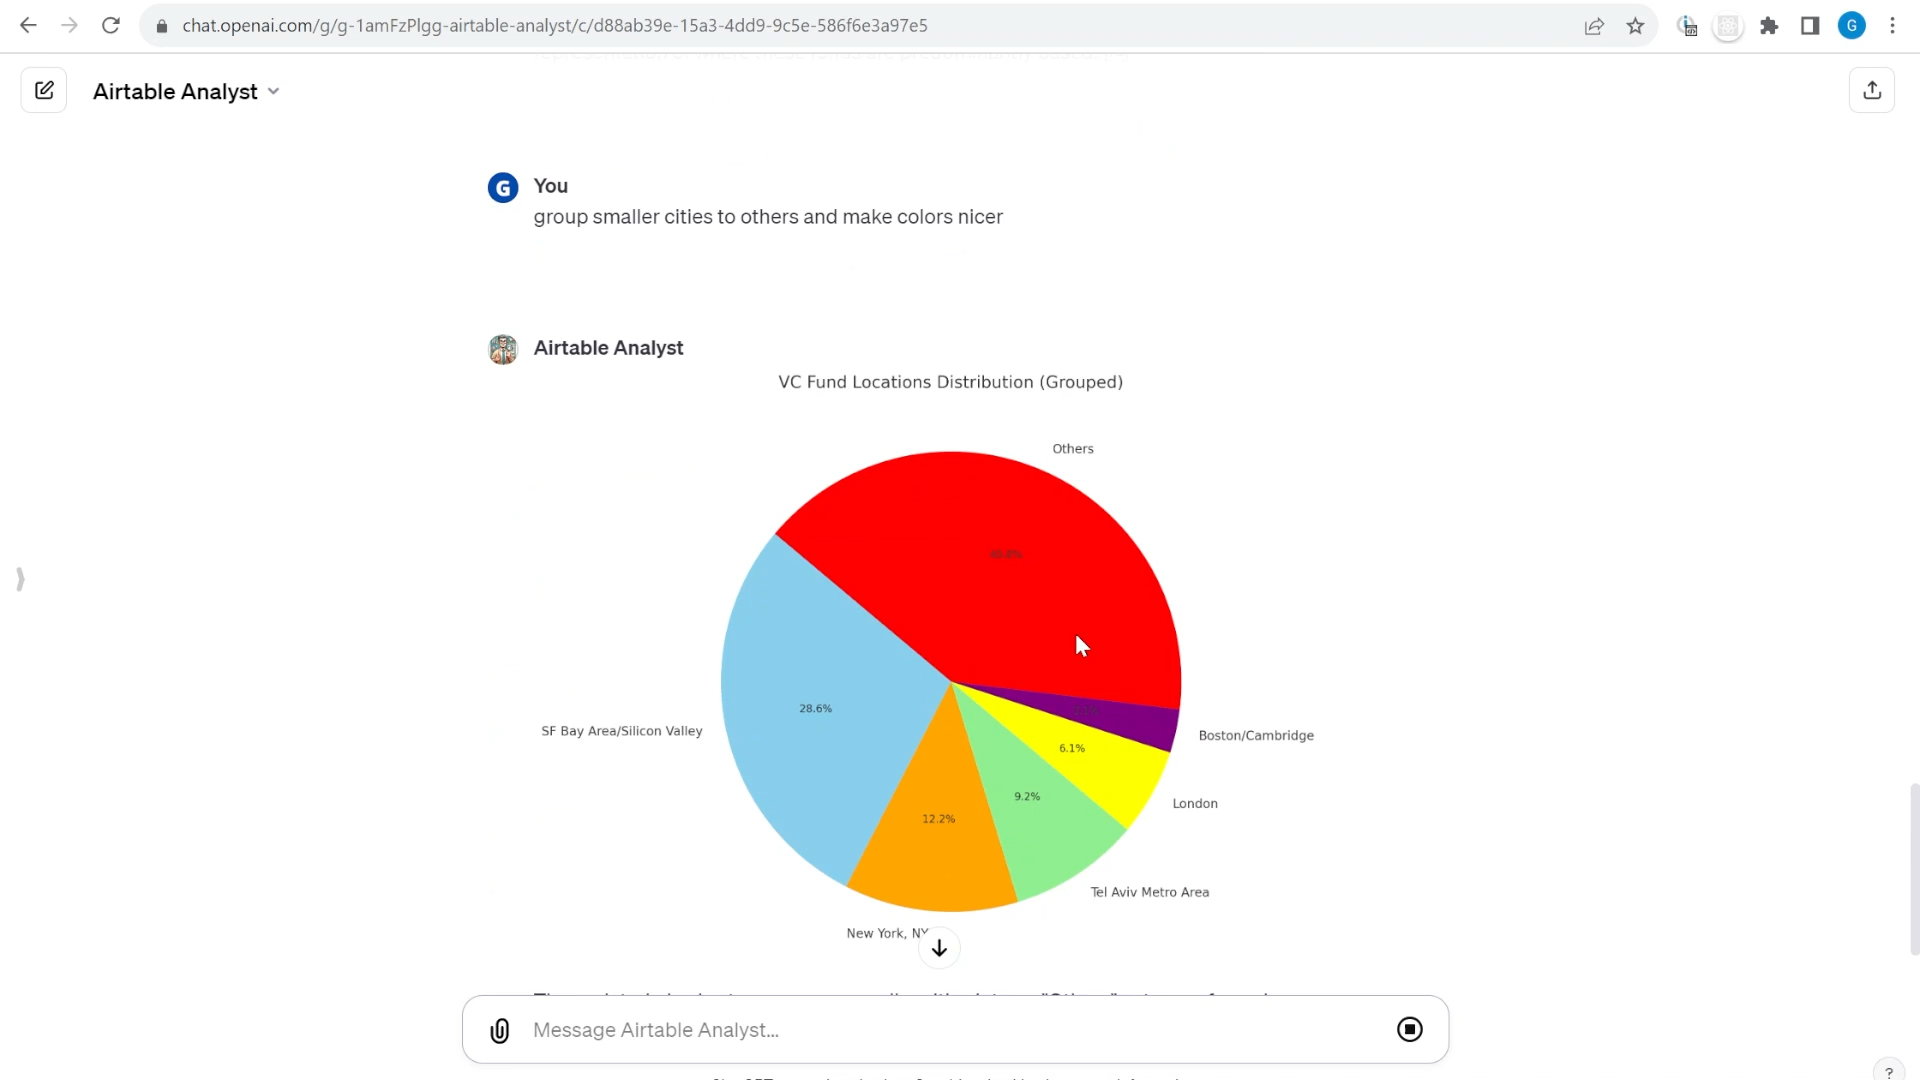 chat.openai.com/g/g-1amFzPlgg-airtable-analyst/c/d88ab39e-15a3-4dd9-9c5e-586f6e3a97e5
G
Airtable Analyst
G
You
group smaller cities to others and make colors nicer
Airtable Analyst
VC Fund Locations Distribution (Grouped)
Others
28.6%
SF Bay Area/Silicon Valley
Boston/Cambridge
6.1%
9.2%
London
12.2%
Tel Aviv Metro Area
New York, NY
Message Airtable Analyst...
?